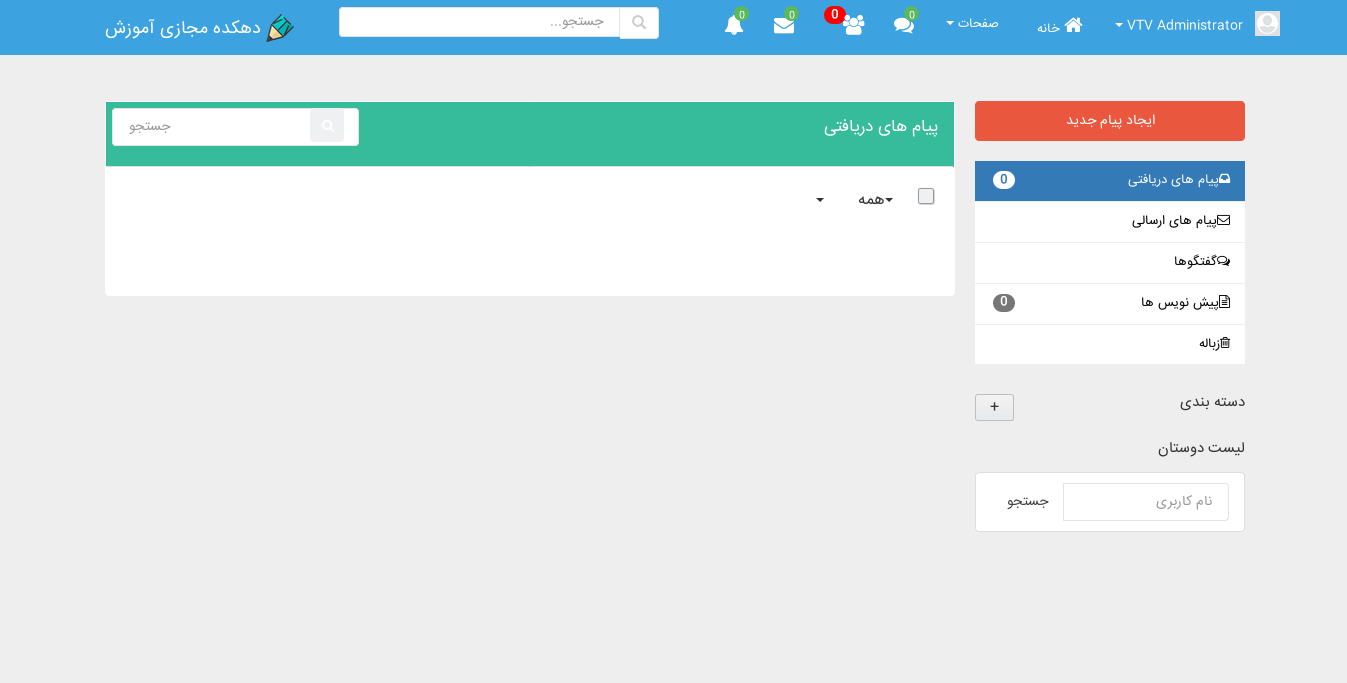 VTV Administrator
خانه
صفحات
0
0
0
0
جستجو...
دهکده مجازی آموزش
ایجاد پیام جدید
پیام های دریافتی
0
پیام های ارسالی
گفتگوها
پیش نویس ها
0
زباله
دسته بندی
+
لیست دوستان
نام کاربری
جستجو
پیام های دریافتی
جستجو
همه